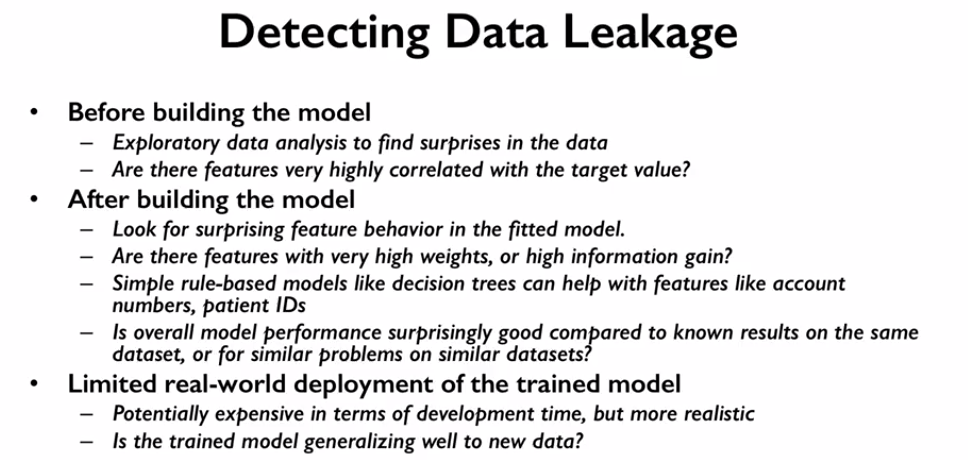 Detecting Data Leakage
• Before building the model
– Exploratory data analysis to find surprises in the data
– Are there features very highly correlated with the target value?
• After building the model
– Look for surprising feature behavior in the fitted model.
– Are there features with very high weights, or high information gain?
– Simple rule-based models like decision trees can help with features like account
numbers, patient IDs
– Is overall model performance surprisingly good compared to known results on the same
dataset, or for similar problems on similar datasets?
• Limited real-world deployment of the trained model
– Potentially expensive in terms of development time, but more realistic
– Is the trained model generalizing well to new data?